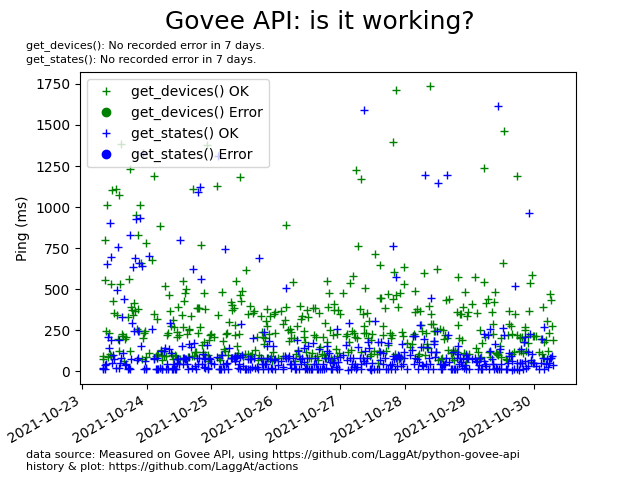 Govee API: is it working?
get_devices(): No recorded error in 7 days.
get_states(): No recorded error in 7 days.
1750
1500
1250
1000
750
500
250
0
Ping (ms)
get_devices() OK
get_devices() Error
get_states() OK
get_states() Error
2021-10-23
2021-10-24
2021-10-25
2021-10-26
2021-10-27
2021-10-28
2021-10-29
2021-10-30
data source: Measured on Govee API, using https://github.com/LaggAt/python-govee-api
history & plot: https://github.com/LaggAt/actions